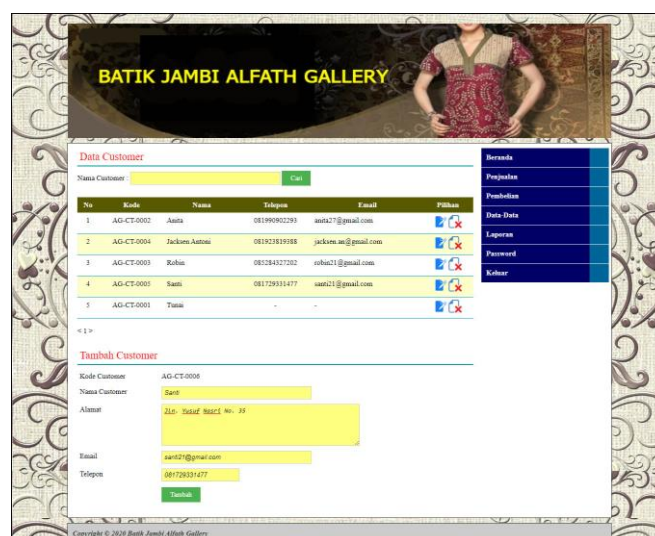 BATIK JAMBI ALFATH GALLERY
Data Customer
Nama Customer : Cari
No Kode Nama Telepon Email Pilihan
1 AG-CT-0002 Anita 081990902293 anita27@gmail.com
2 AG-CT-0004 Jacksen Antoni 081923819388 jacksen.an@gmail.com
3 AG-CT-0003 Robin 085284327202 robin21@gmail.com
4 AG-CT-0005 Santi 081729331477 santi21@gmail.com
5 AG-CT-0001 Tunai - -
< 1 >
Tambah Customer
Kode Customer AG-CT-0006
Nama Customer Santi
Alamat Jln. Yusuf Nasri No. 35
Email santi21@gmail.com
Telepon 081729331477
Tambah
Beranda
Penjualan
Pembelian
Data-Data
Laporan
Password
Keluar
Copyright © 2020 Batik Jambi Alfath Gallery